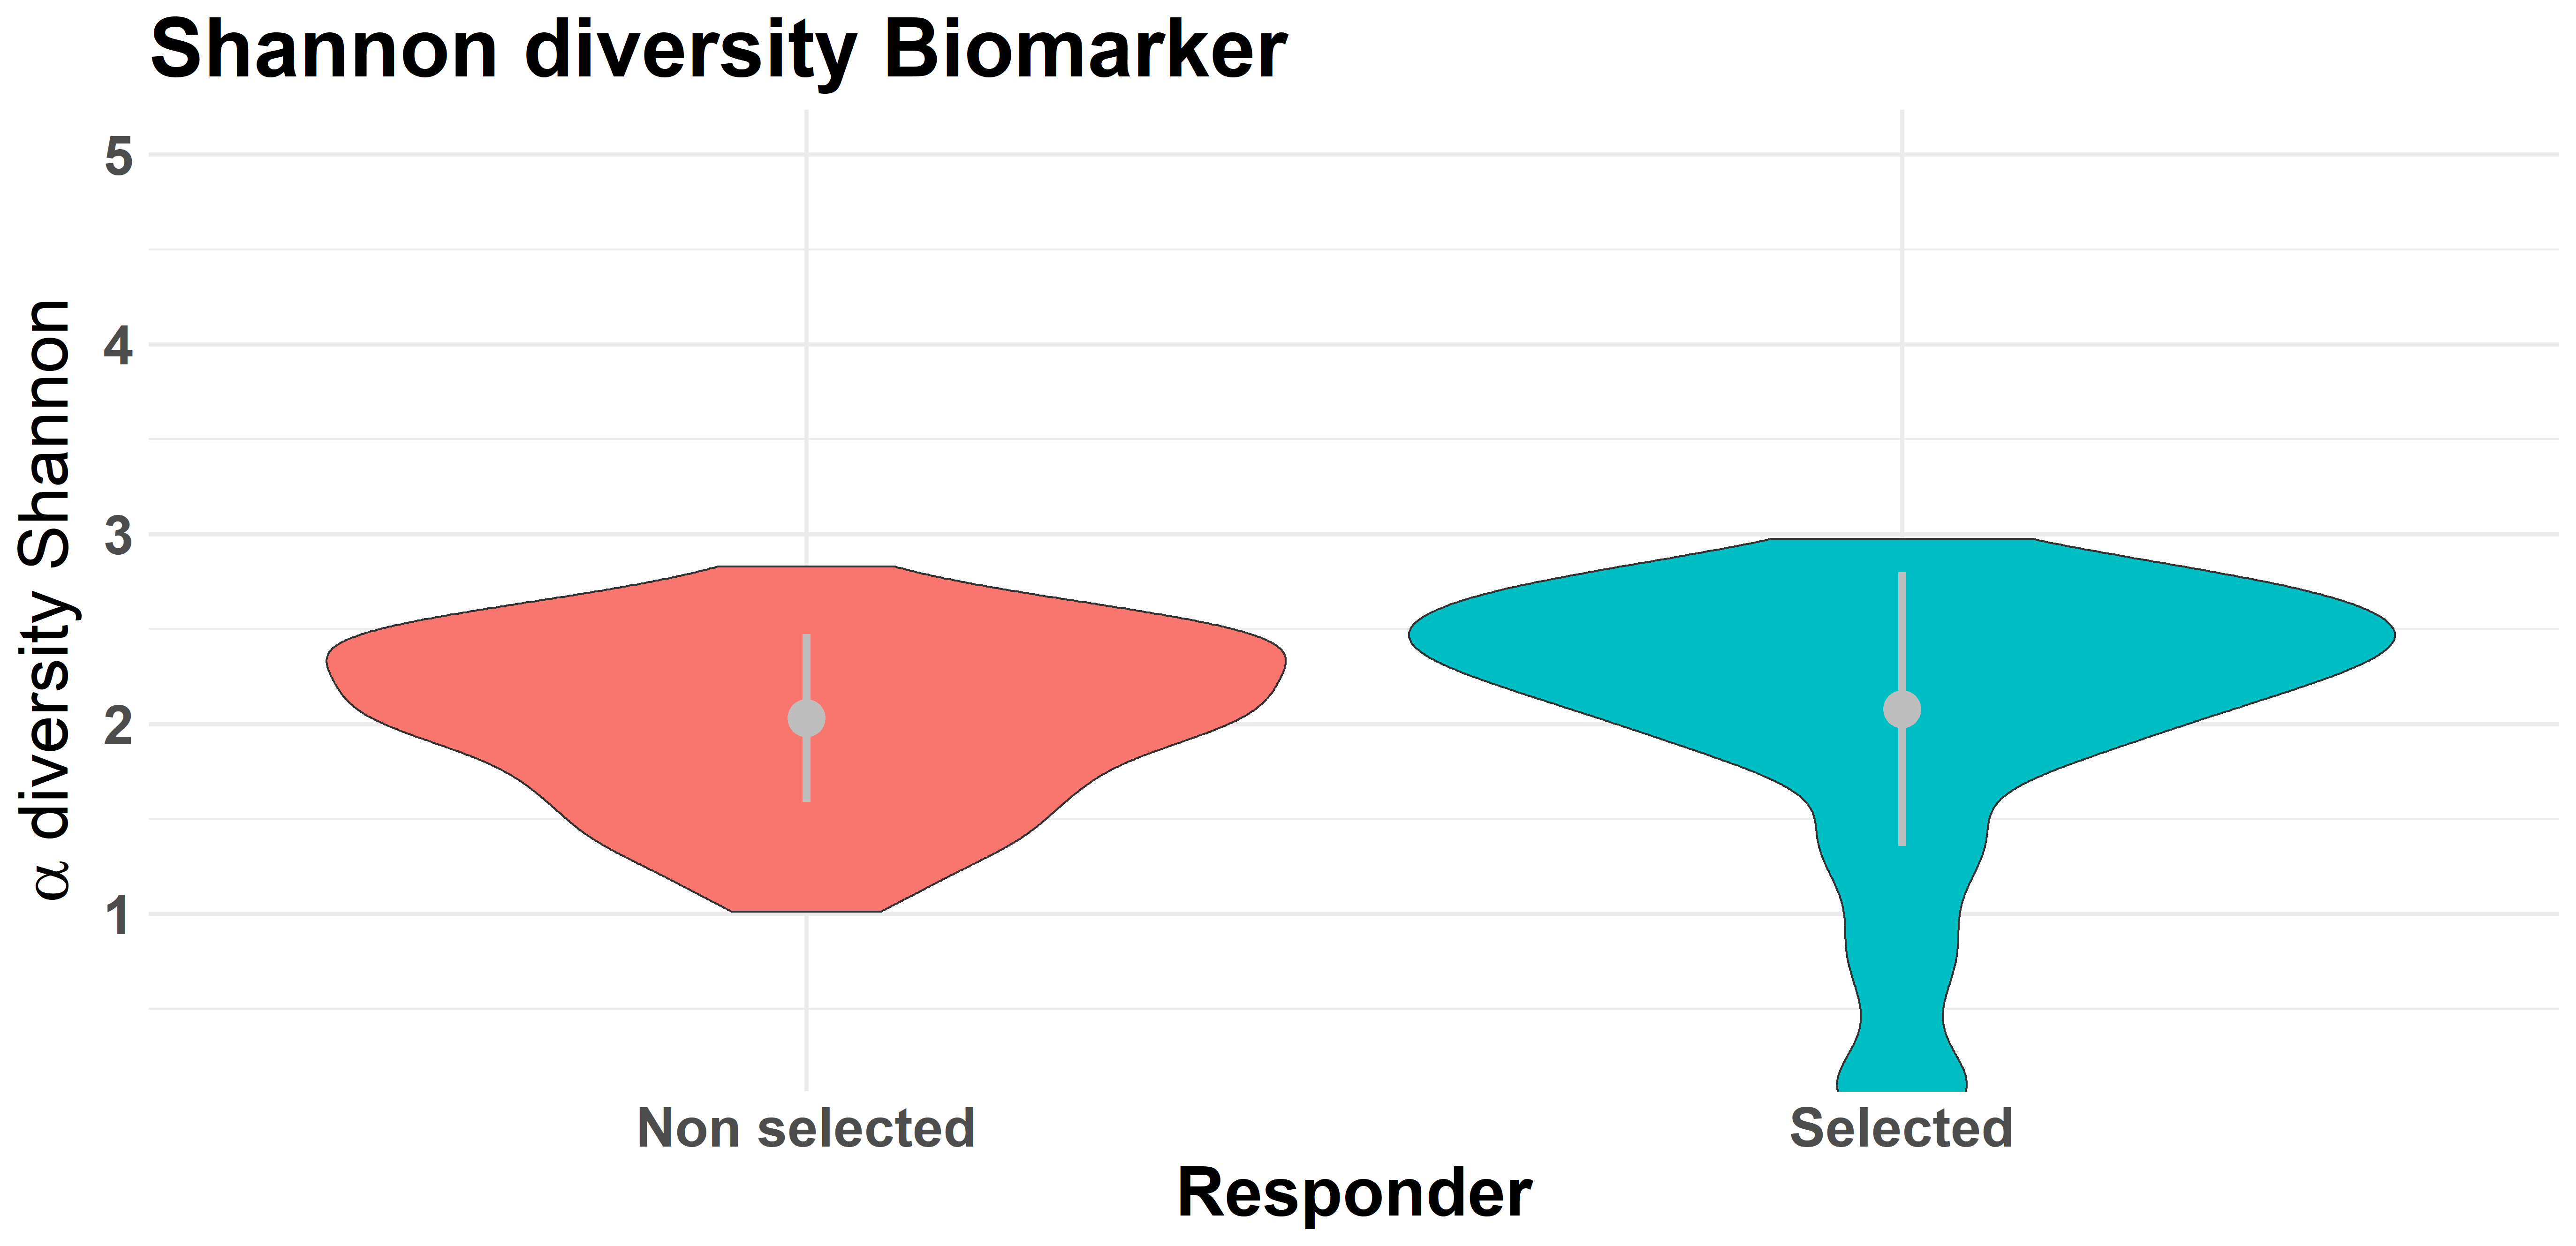 Shannon diversity Biomarker
α diversity Shannon
5
4
3
2
1
Non selected
Selected
Responder